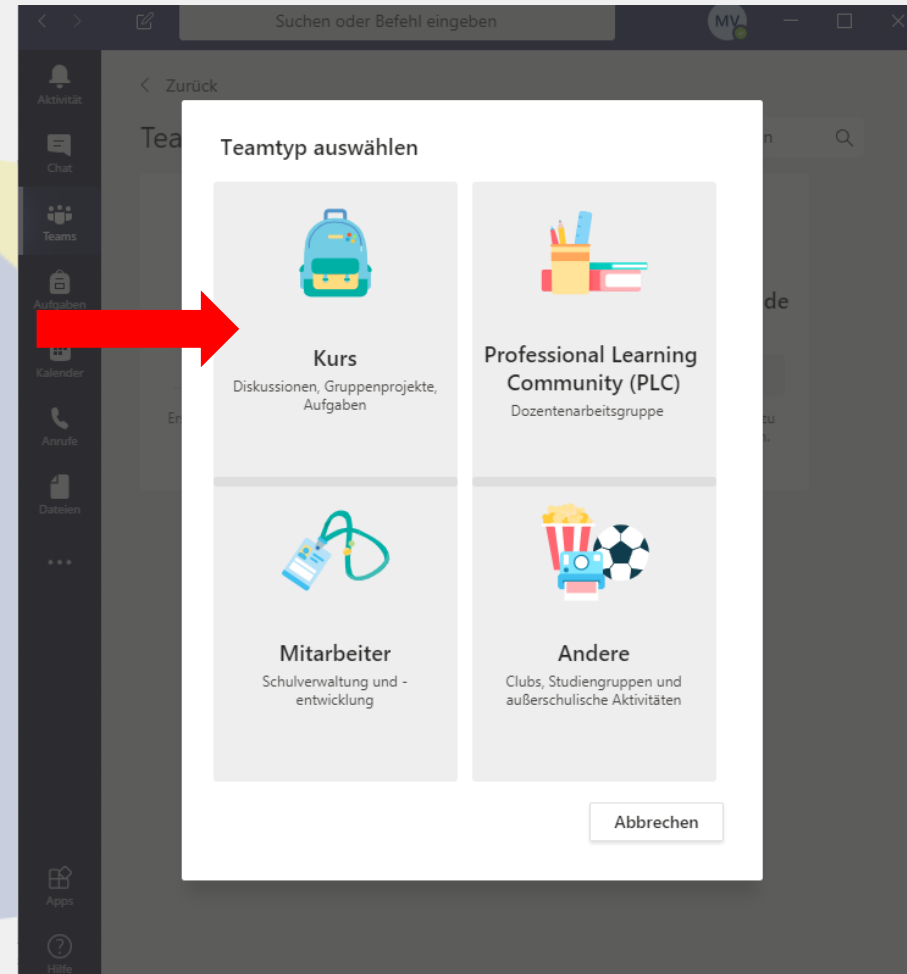 Suchen oder Befehl eingeben
MV
Aktivität
Chat
Teams
Aufgaben
Kalender
Anrufe
Dateien
Apps
Hilfe
< Zurück
Teamtyp auswählen
Kurs
Diskussionen, Gruppenprojekte,
Aufgaben
Professional Learning
Community (PLC)
Dozentenarbeitsgruppe
Mitarbeiter
Schulverwaltung und -
entwicklung
Andere
Clubs, Studiengruppen und
außerschulische Aktivitäten
Abbrechen